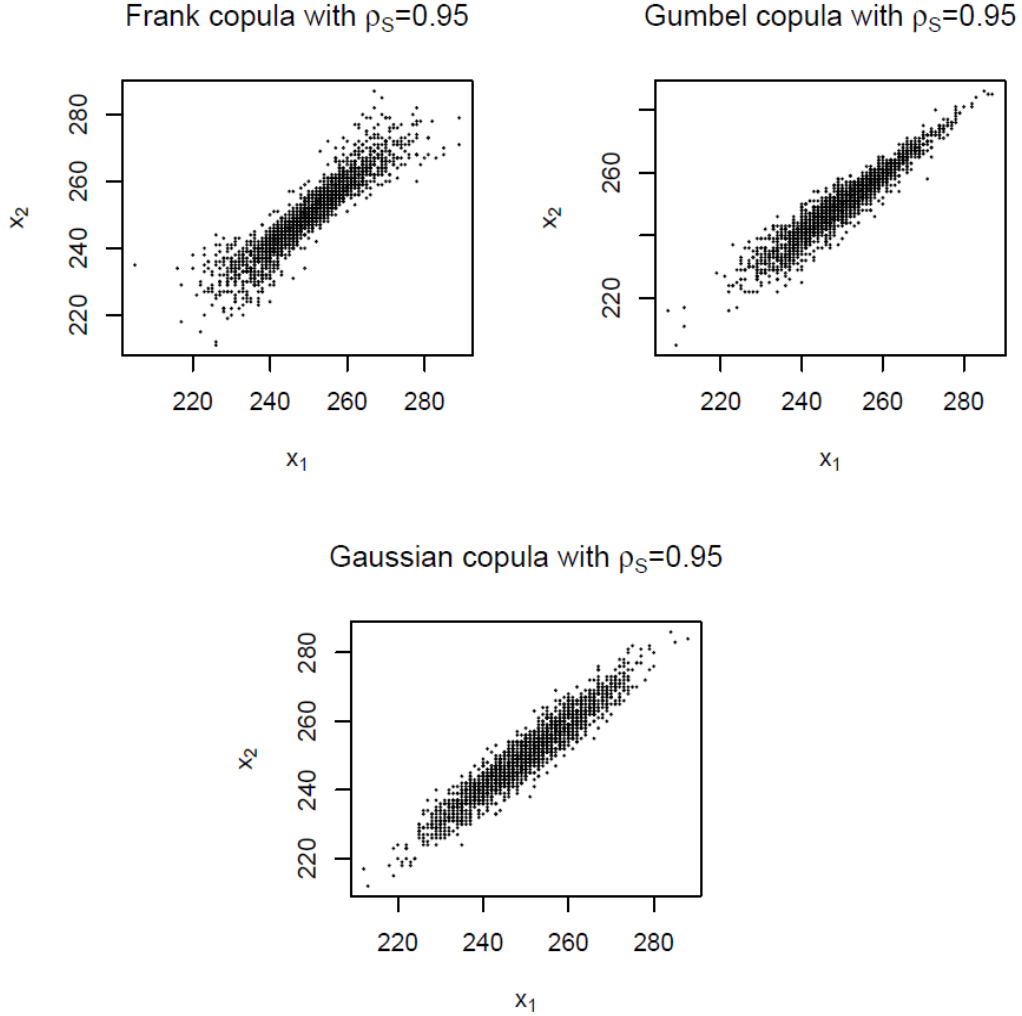 Frank copula with ρS=0.95
Gumbel copula with ρS=0.95
x2
280
260
240
220
220 240 260 280
x1
x2
260
220
220 240 260 280
x1
Gaussian copula with ρS=0.95
x2
280
260
240
220
220 240 260 280
x1